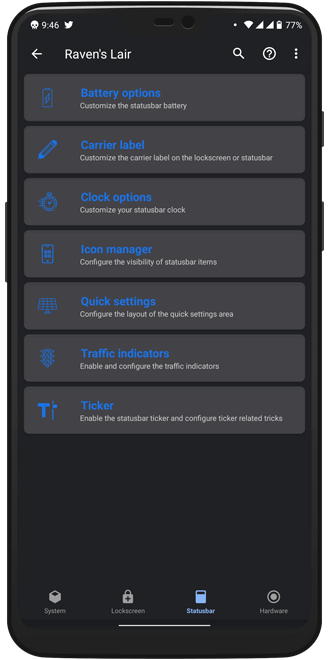 9:46
77%
Raven's Lair
Battery options
Customize the statusbar battery
Carrier label
Customize the carrier label on the lockscreen or statusbar
Clock options
Customize your statusbar clock
Icon manager
Configure the visibility of statusbar items
Quick settings
Configure the layout of the quick settings area
Traffic indicators
Enable and configure the traffic indicators
Ticker
Enable the statusbar ticker and configure ticker related tricks
System
Lockscreen
Statusbar
Hardware